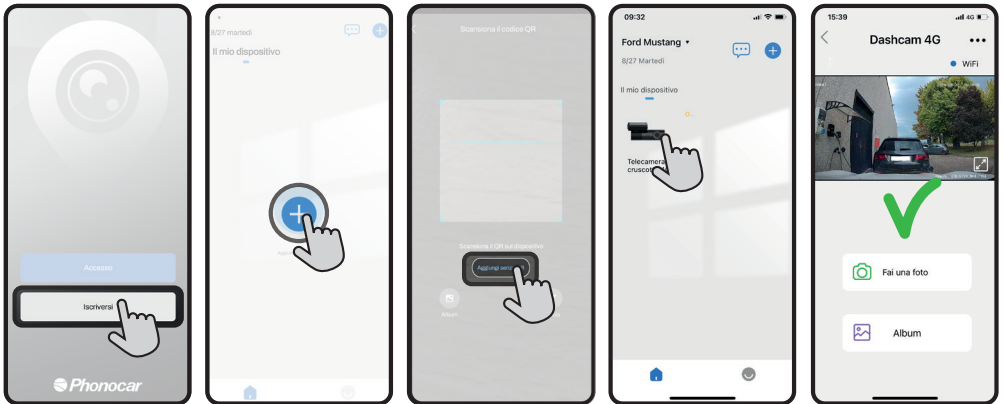 Accesso
Iscriversi
Phonocar
8/27 martedì
Il mio dispositivo
Scansiona il codice QR
Scansiona il QR sul dispositivo
Aggiungi
Album
09:32
Ford Mustang
8/27 Martedì
Il mio dispositivo
Telecamera
15:39
4G
Dashcam 4G
WiFi
Fai una foto
Album